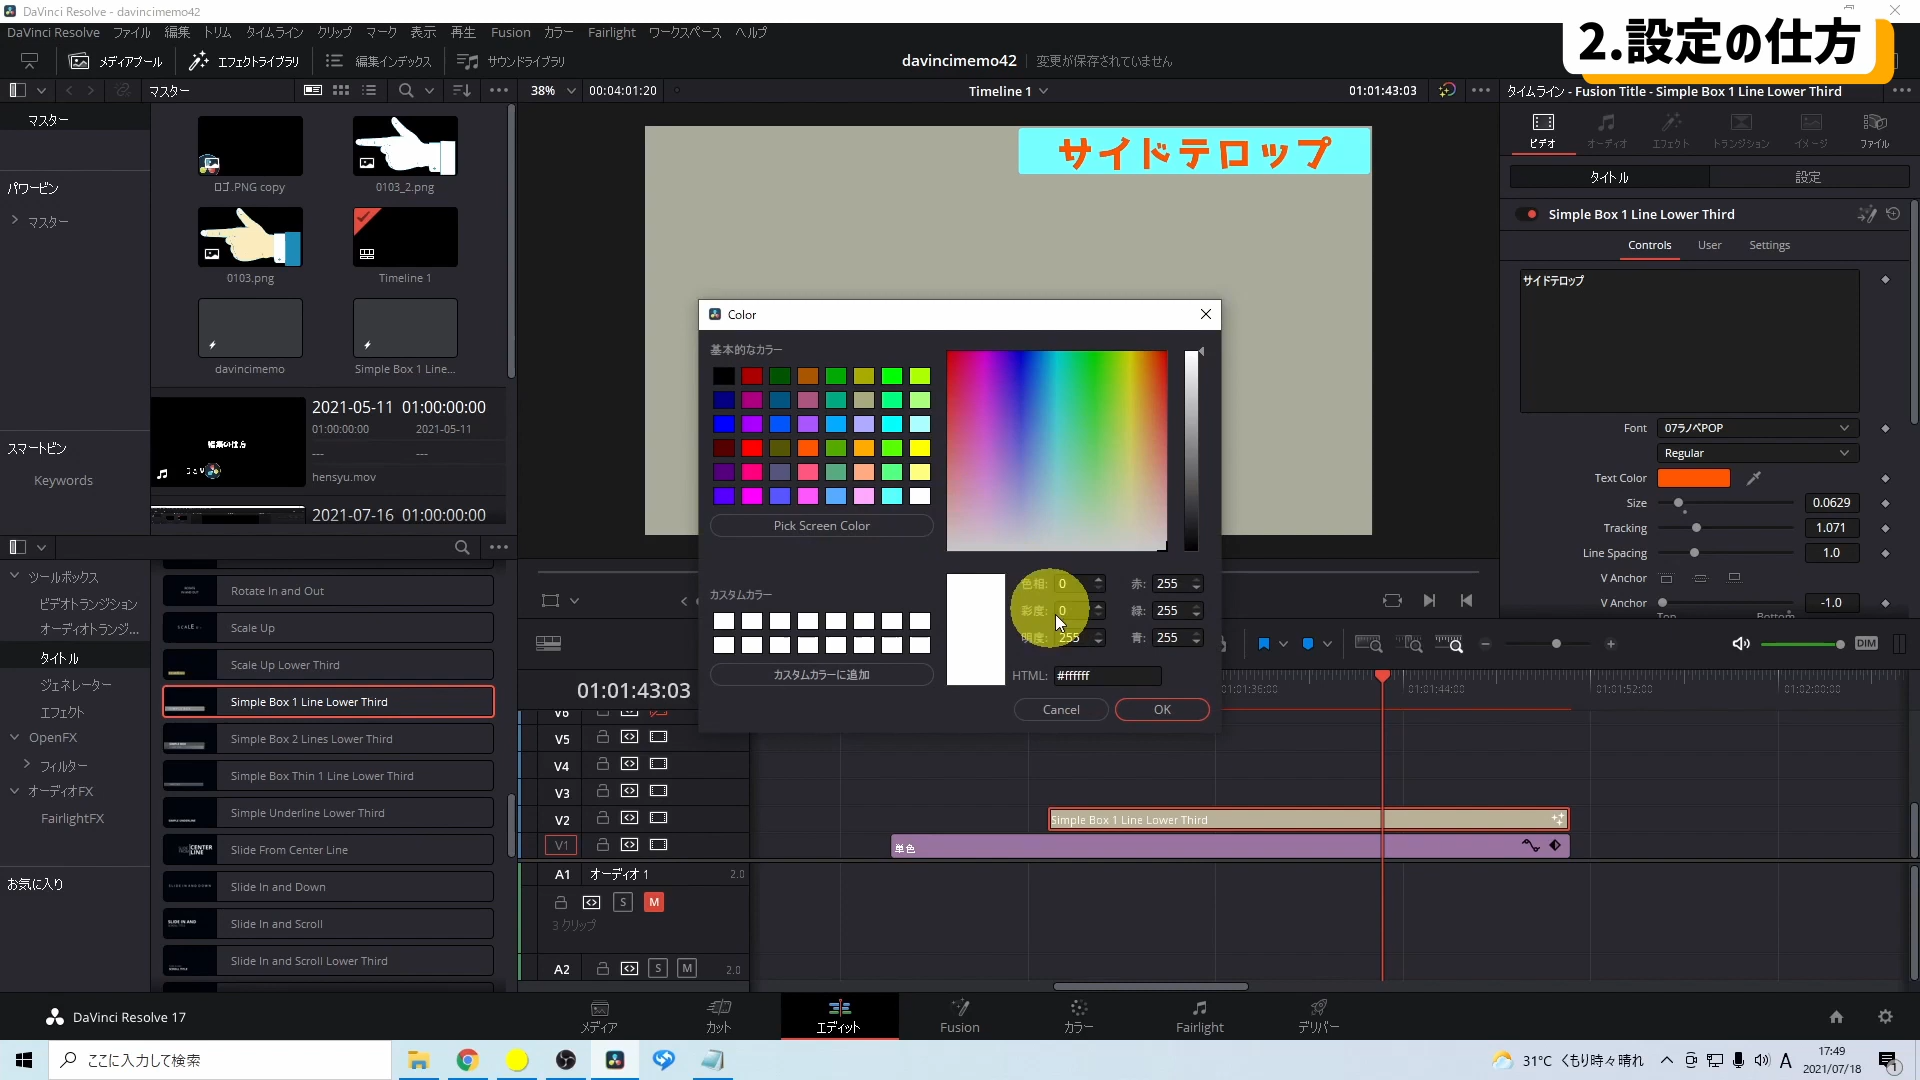 DaVinci Resolve - davincimemo42
DaVinci Resolve ファイル 編集 トリム タイムライン クリップ マーク 表示 再生 Fusion カラー Fairlight ワークスペース ヘルプ
2.設定の仕方
メディアプール エフェクトライブラリ 編集インデックス サウンドライブラリ
davincimemo42 変更が保存されていません
マスター
38% 00:04:01:20 Timeline 1 01:01:43:03
タイムライン - Fusion Title - Simple Box 1 Line Lower Third
マスター
パワービン
マスター
スマートビン
Keywords
ロゴ.PNG copy
0103_2.png
0103.png
Timeline 1
davincimemo
Simple Box 1 Line...
編集の仕方
2021-05-11 01:00:00:00
01:00:00:00 2021-05-11
---
---
hensyu.mov
2021-07-16 01:00:00:00
サイドテロップ
ビデオ オーディオ エフェクト トランジション イメージ ファイル
タイトル 設定
Simple Box 1 Line Lower Third
Controls User Settings
サイドテロップ
Font 07ラノベPOP
Regular
Text Color
Size 0.0629
Tracking 1.071
Line Spacing 1.0
V Anchor
V Anchor -1.0
Top Bottom
Color
基本的なカラー
Pick Screen Color
カスタムカラー
カスタムカラーに追加
色相: 0 赤: 255
彩度: 0 緑: 255
明度: 255 青: 255
HTML: #ffffff
Cancel OK
ツールボックス
ビデオトランジション
オーディオトランジ...
タイトル
ジェネレーター
エフェクト
OpenFX
フィルター
オーディオFX
FairlightFX
お気に入り
Rotate In and Out
Scale Up
Scale Up Lower Third
Simple Box 1 Line Lower Third
Simple Box 2 Lines Lower Third
Simple Box Thin 1 Line Lower Third
Simple Underline Lower Third
Slide From Center Line
Slide In and Down
Slide In and Scroll
Slide In and Scroll Lower Third
DIM
01:01:43:03
01:01:36:00 01:01:44:00 01:01:52:00 01:02:00:00
V6
V5
V4
V3
V2
Simple Box 1 Line Lower Third
V1
単色
A1 オーディオ 1 2.0
S M
3 クリップ
A2 S M 2.0
DaVinci Resolve 17
メディア カット エディット Fusion カラー Fairlight デリバー
ここに入力して検索
31°C くもり時々晴れ
A
17:49
2021/07/18
1